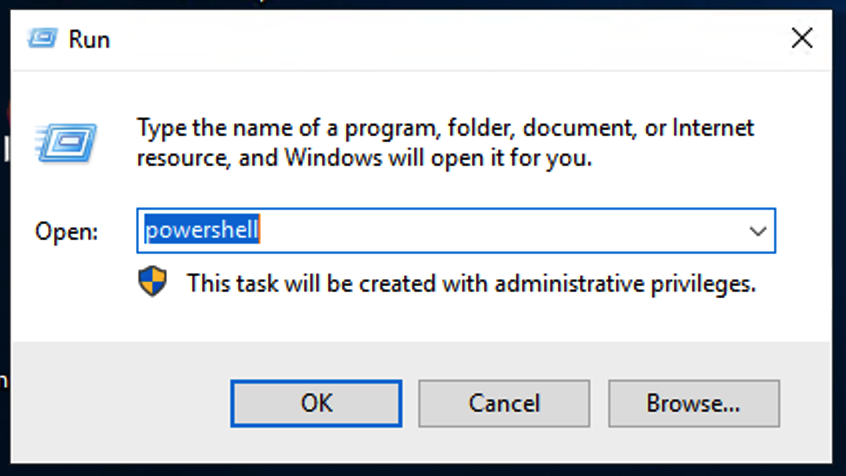 Run
Type the name of a program, folder, document, or Internet
resource, and Windows will open it for you.
Open: powershell
This task will be created with administrative privileges.
OK Cancel Browse...